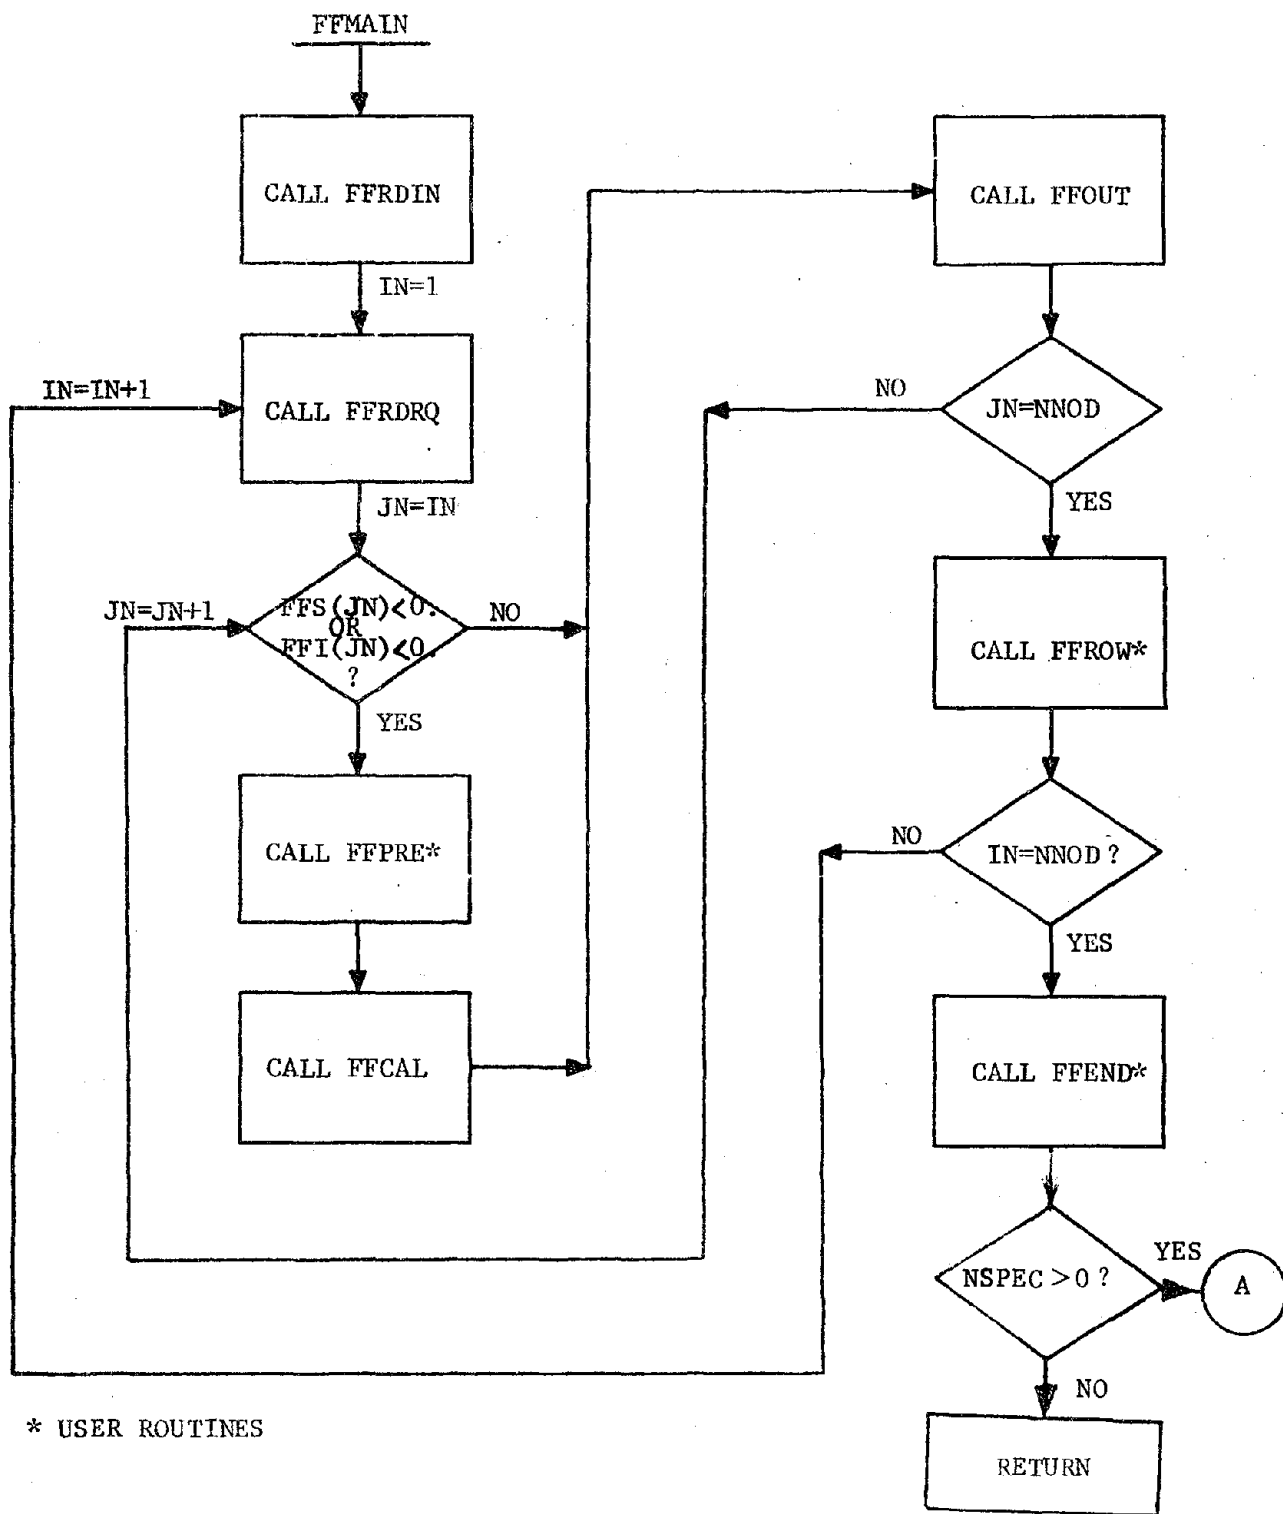 FFMAIN
CALL FFRDIN
IN=1
IN=IN+1
CALL FFRDRQ
JN=IN
JN=JN+1
FFS(JN)<0.
OR
FFI(JN)<0.
?
NO
YES
CALL FFPRE*
CALL FFCAL
CALL FFOUT
JN=NNOD
NO
YES
CALL FFROW*
IN=NNOD?
NO
YES
CALL FFEND*
NSPEC>0?
YES
A
NO
RETURN
* USER ROUTINES